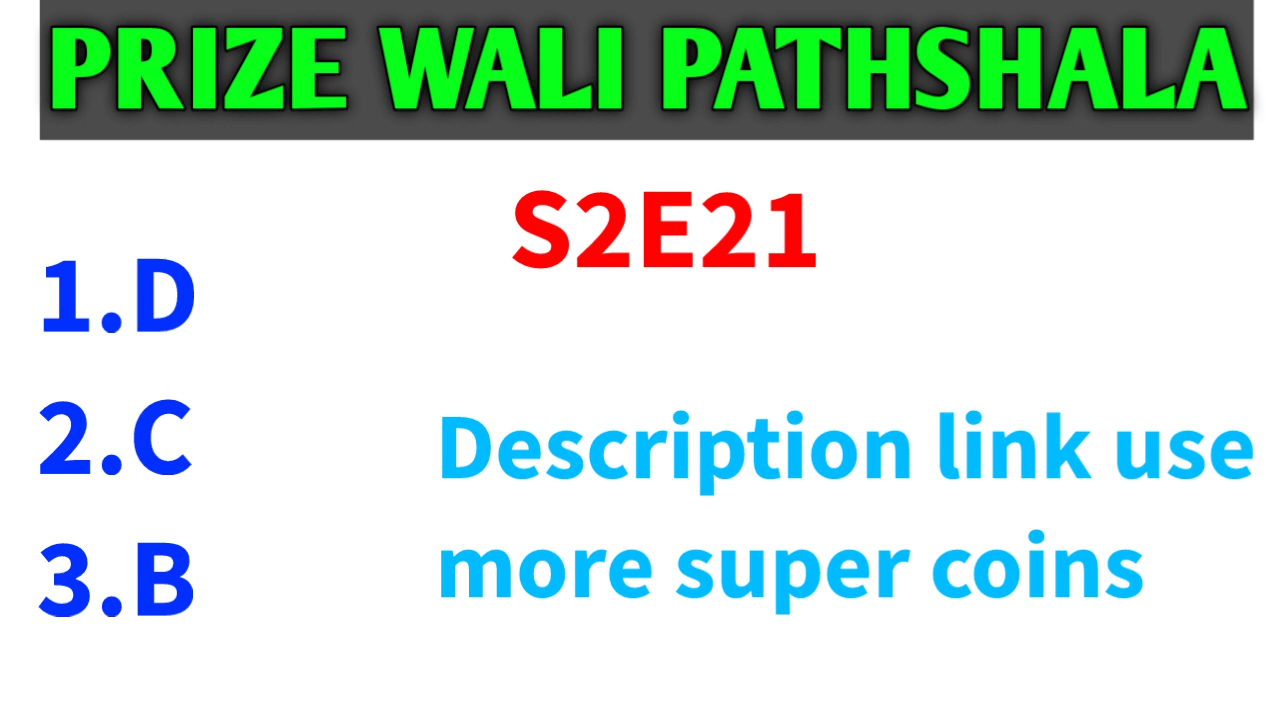 PRIZE WALI PATHSHALA
S2E21
1.D
2.C
3.B
Description link use
more super coins